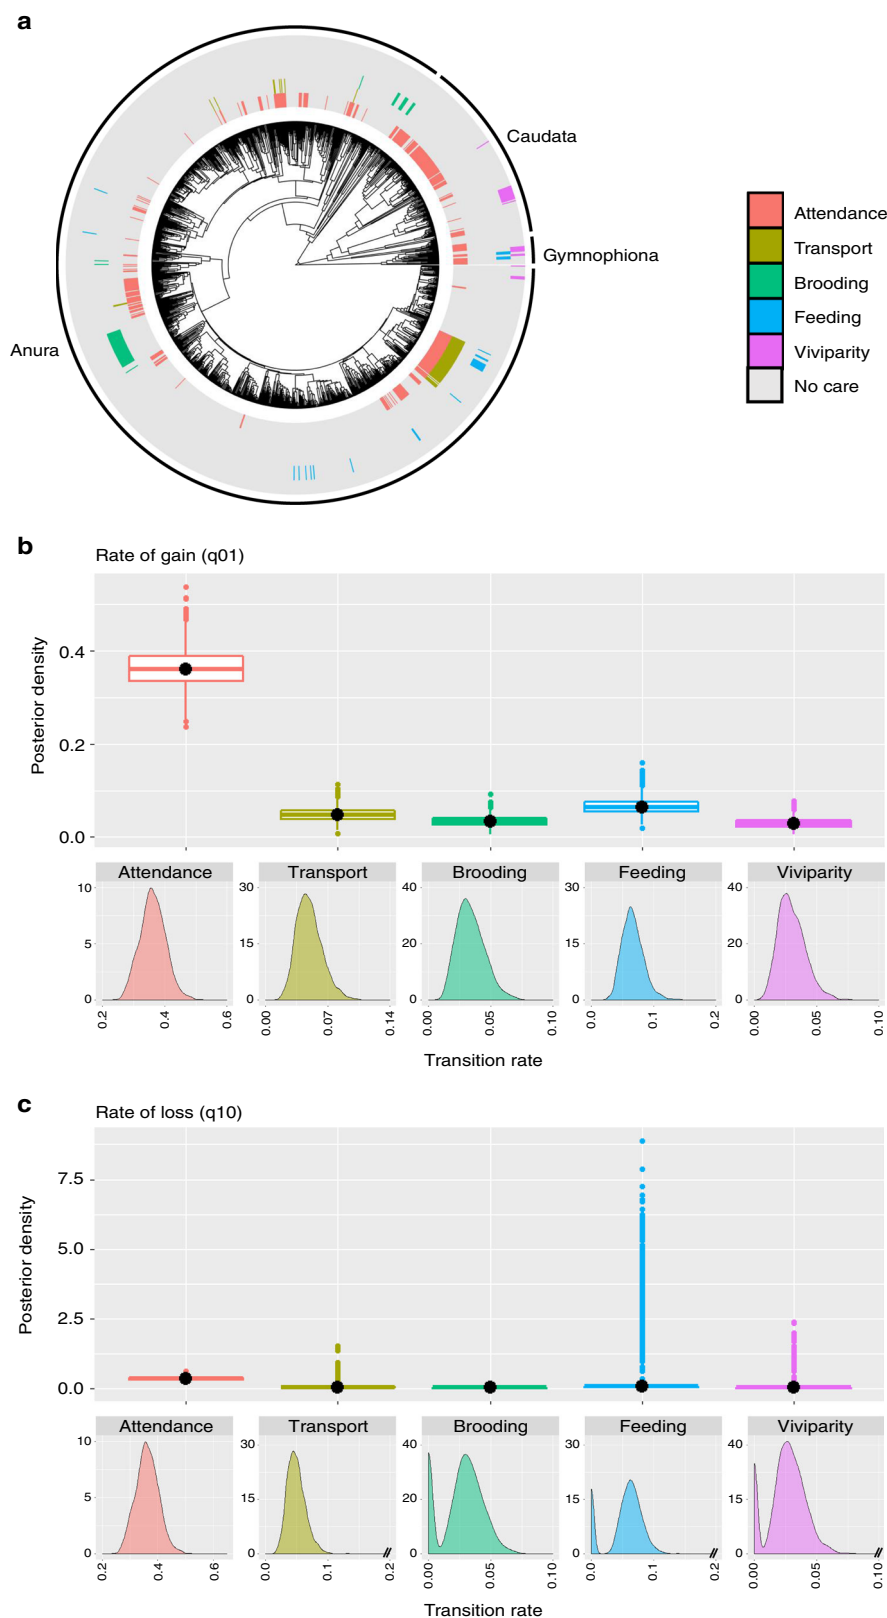 a
Caudata
Gymnophiona
Anura
Attendance
Transport
Brooding
Feeding
Viviparity
No care
b
Rate of gain (q01)
Posterior density
0.4
0.2
0.0
Attendance Transport Brooding Feeding Viviparity
10 5 0
30 15 0
40 20 0
30 15 0
40 20 0
0.2 0.4 0.6
0.00 0.07 0.14
0.00 0.05 0.10
0.0 0.1 0.2
0.00 0.05 0.10
Transition rate
c
Rate of loss (q10)
Posterior density
7.5
5.0
2.5
0.0
Attendance Transport Brooding Feeding Viviparity
10 5 0
30 15 0
40 20 0
30 15 0
40 15 0
0.2 0.4 0.6
0.0 0.1 0.2
0.00 0.05 0.10
0.0 0.1 0.2
0.00 0.05 0.10
Transition rate